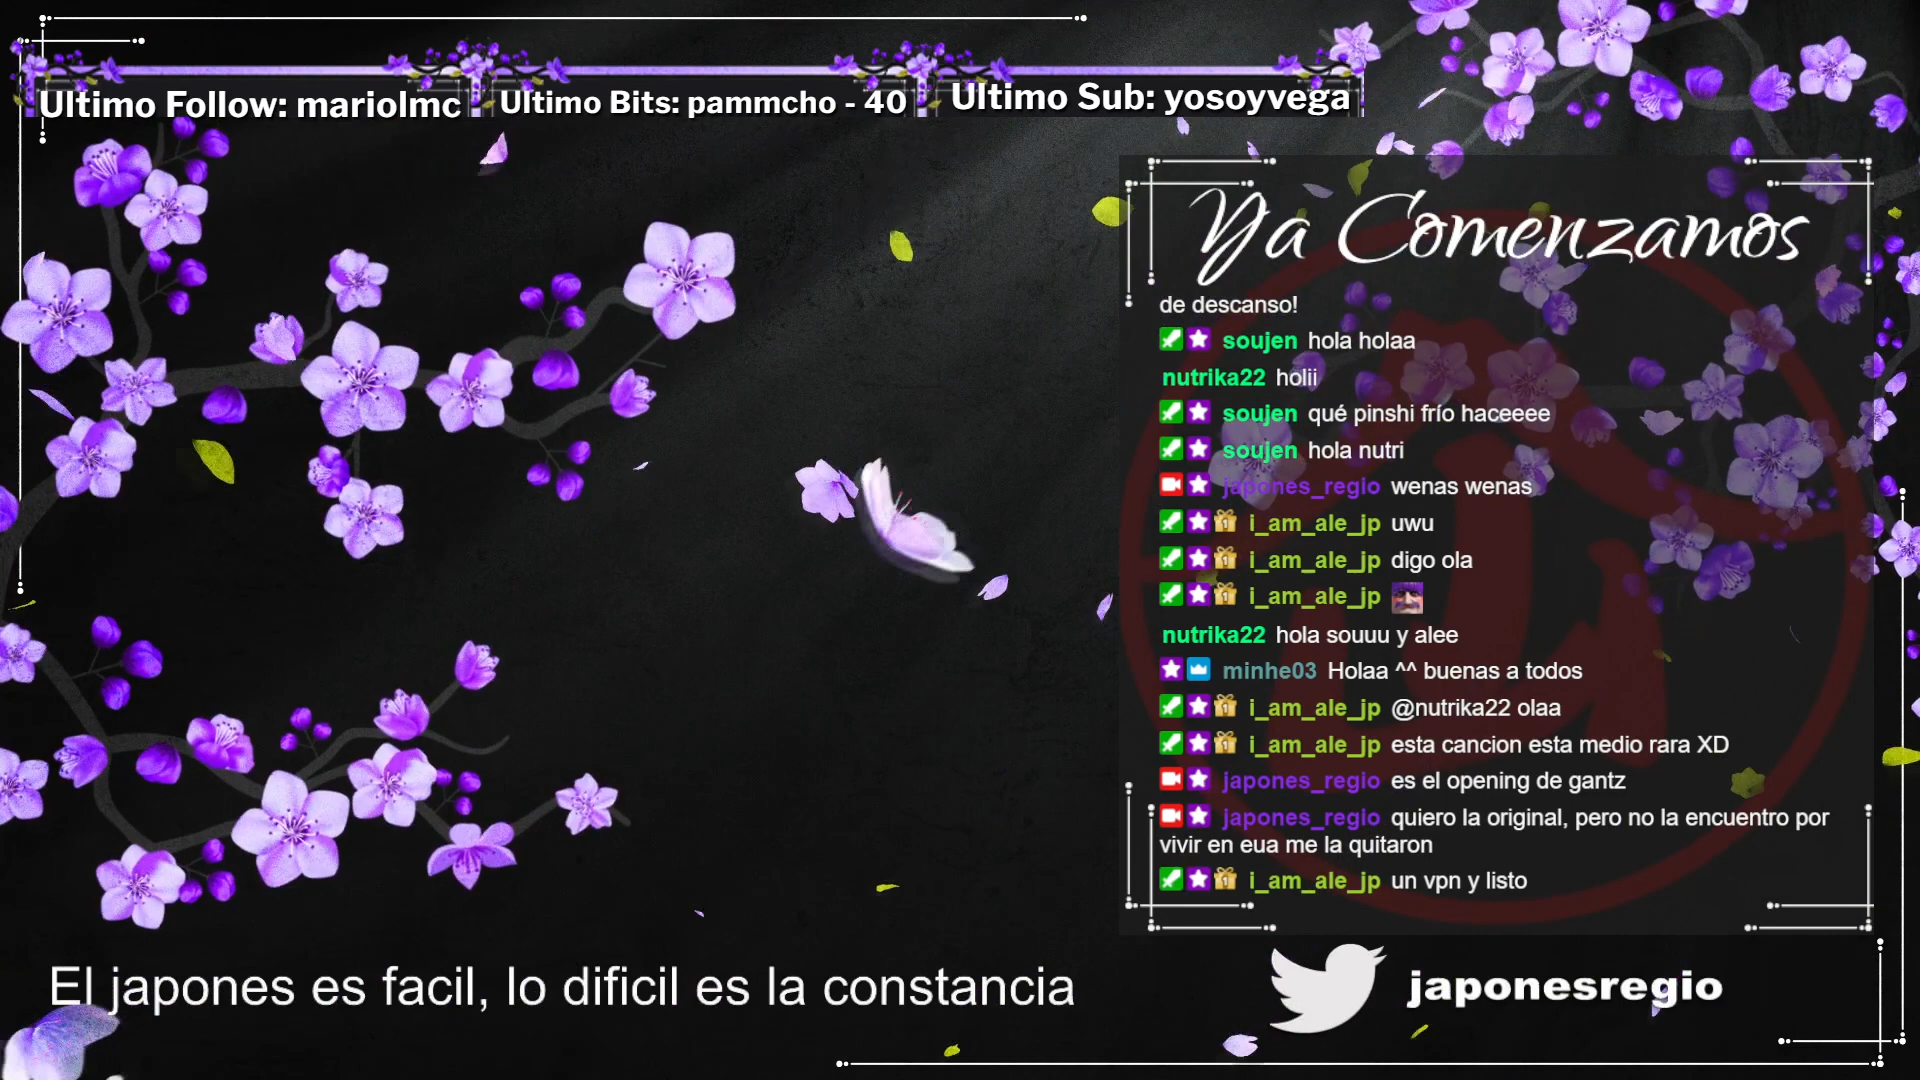 Ultimo Follow: mariolmc
Ultimo Bits: pammcho - 40
Ultimo Sub: yosoyvega
Ya Comenzamos
de descanso!
soujen hola holaa
nutrika22 holii
soujen qué pinshi frío haceeee
soujen hola nutri
japones_regio wenas wenas
i_am_ale_jp uwu
i_am_ale_jp digo ola
i_am_ale_jp
nutrika22 hola souuu y alee
minhe03 Holaa ^^ buenas a todos
i_am_ale_jp @nutrika22 olaa
i_am_ale_jp esta cancion esta medio rara XD
japones_regio es el opening de gantz
japones_regio quiero la original, pero no la encuentro por
vivir en eua me la quitaron
i_am_ale_jp un vpn y listo
El japones es facil, lo dificil es la constancia
japonesregio